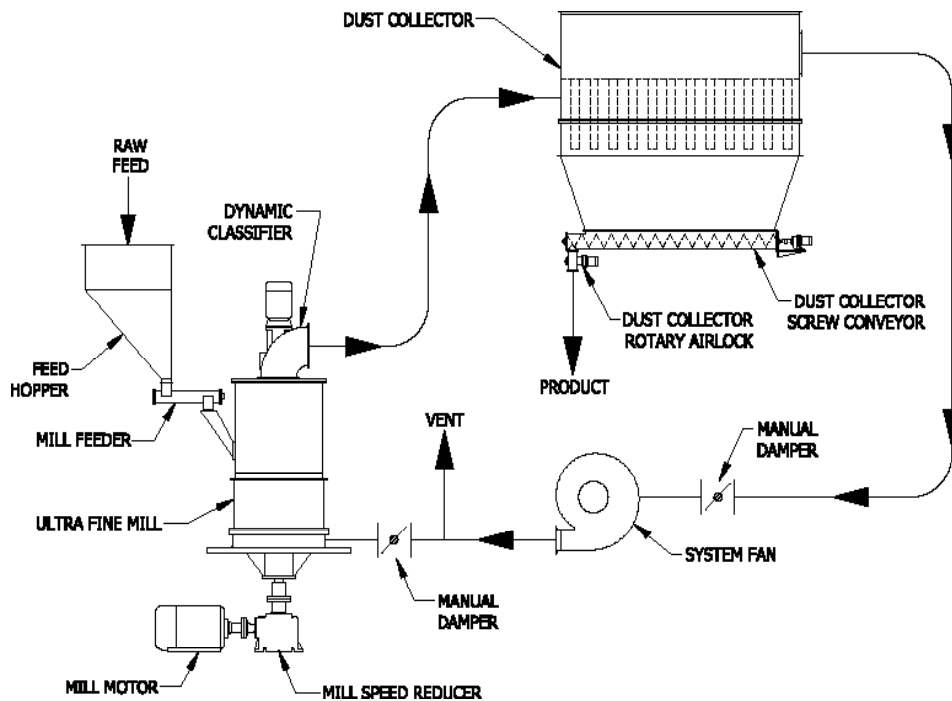 DUST COLLECTOR
RAW
FEED
DYNAMIC
CLASSIFIER
FEED
HOPPER
MILL FEEDER
ULTRA FINE MILL
MILL MOTOR
MILL SPEED REDUCER
MANUAL
DAMPER
VENT
PRODUCT
DUST COLLECTOR
ROTARY AIRLOCK
DUST COLLECTOR
SCREW CONVEYOR
MANUAL
DAMPER
SYSTEM FAN